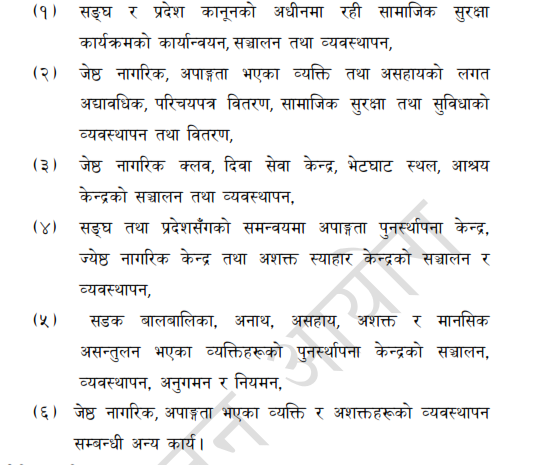 (१) सङ्घ र प्रदेश कानूनको अधीनमा रही सामाजिक सुरक्षा
कार्यक्रमको कार्यान्वयन, सञ्चालन तथा व्यवस्थापन,
(२) जेष्ठ नागरिक, अपाङ्गता भएका व्यक्ति तथा असहायको लगत
अद्यावधिक, परिचयपत्र वितरण, सामाजिक सुरक्षा तथा सुविधाको
व्यवस्थापन तथा वितरण,
(३) जेष्ठ नागरिक क्लव, दिवा सेवा केन्द्र, भेटघाट स्थल, आश्रय
केन्द्रको सञ्चालन तथा व्यवस्थापन,
(४) सङ्घ तथा प्रदेशसँगको समन्वयमा अपाङ्गता पुनर्स्थापना केन्द्र,
ज्येष्ठ नागरिक केन्द्र तथा अशक्त स्याहार केन्द्रको सञ्चालन र
व्यवस्थापन,
(५) सडक बालबालिका, अनाथ, असहाय, अशक्त र मानसिक
असन्तुलन भएका व्यक्तिहरूको पुनर्स्थापना केन्द्रको सञ्चालन,
व्यवस्थापन, अनुगमन र नियमन,
(६) जेष्ठ नागरिक, अपाङ्गता भएका व्यक्ति र अशक्तहरूको व्यवस्थापन
सम्बन्धी अन्य कार्य।
आयोग